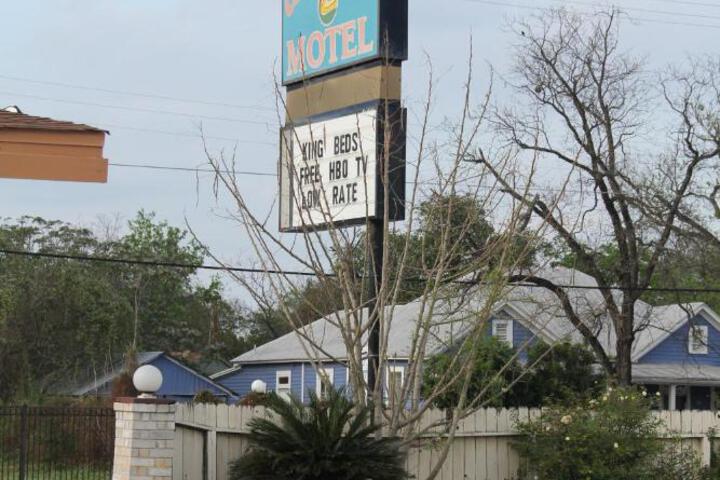 MOTEL
KING BEDS
FREE HBO TV
LOW RATE